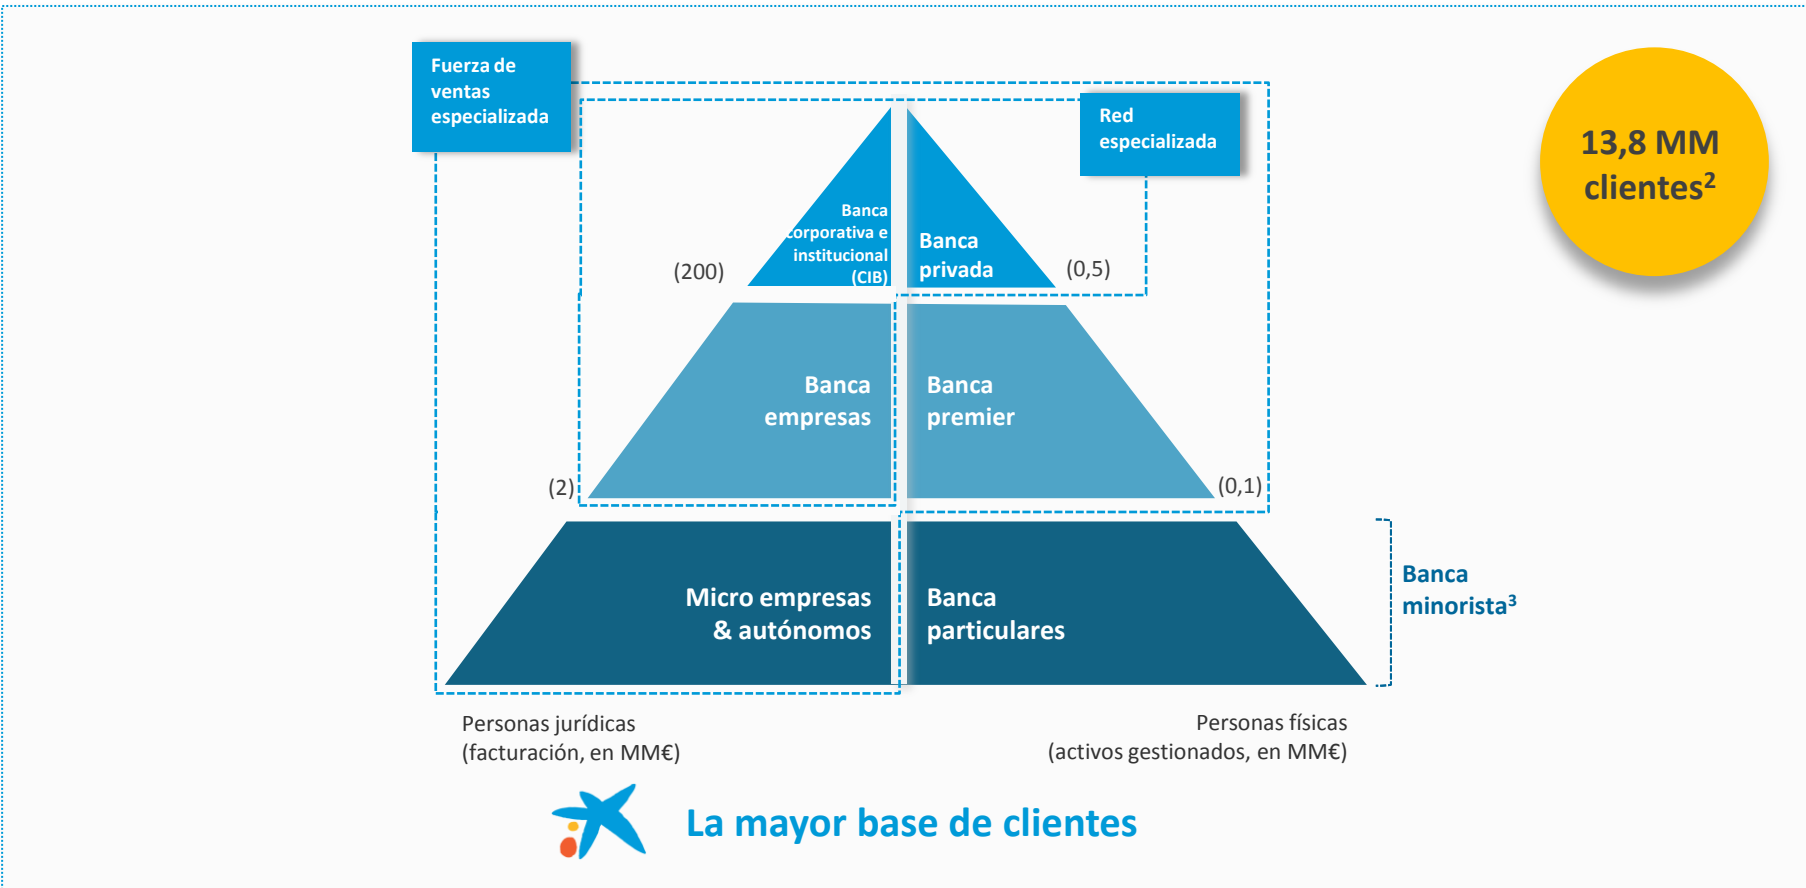 Fuerza de
ventas
especializada
Red
especializada
13,8 MM
clientes²
Banca
corporativa e
institucional
(CIB)
Banca
privada
(200)
(0,5)
Banca
empresas
Banca
premier
(2)
(0,1)
Micro empresas
& autónomos
Banca
particulares
Banca
minorista³
Personas jurídicas
(facturación, en MM€)
Personas físicas
(activos gestionados, en MM€)
La mayor base de clientes